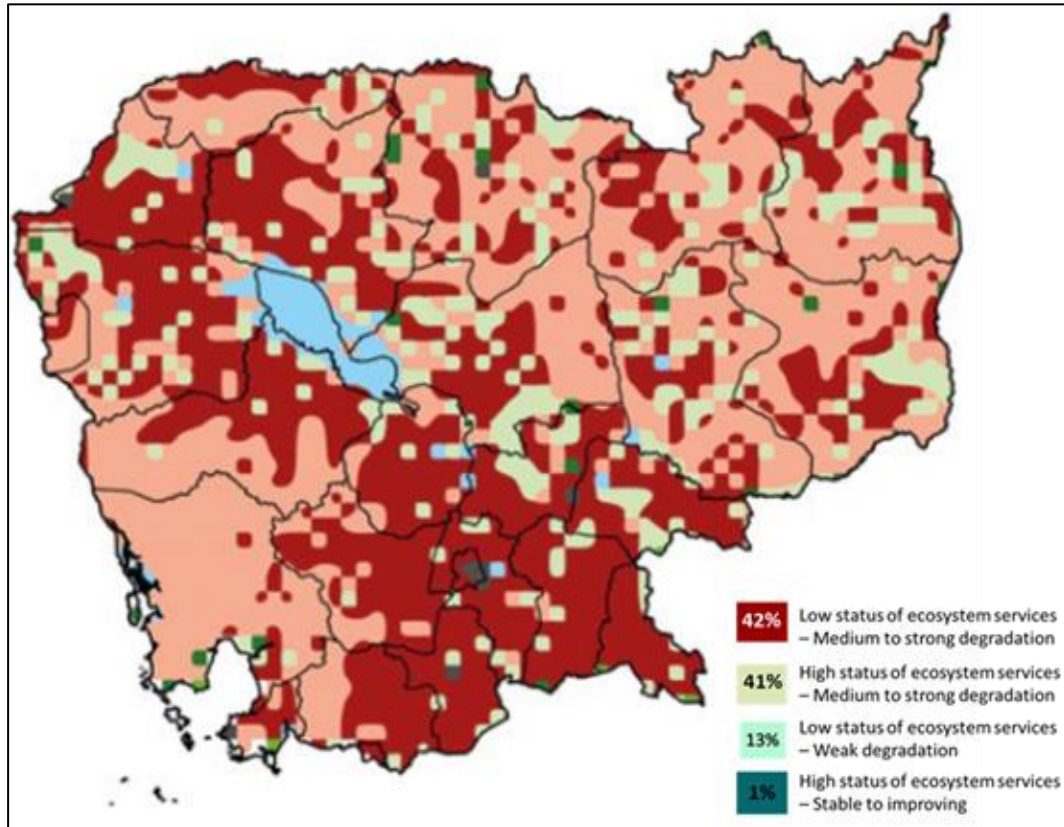 42% Low status of ecosystem services
– Medium to strong degradation
41% High status of ecosystem services
– Medium to strong degradation
13% Low status of ecosystem services
– Weak degradation
1% High status of ecosystem services
– Stable to improving